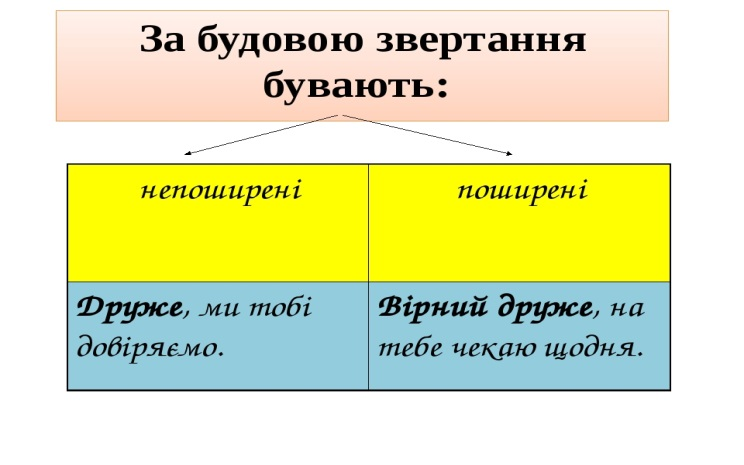 За будовою звертання
бувають:
непоширені
поширені
Друже, ми тобі
довіряємо.
Вірний друже, на
тебе чекаю щодня.